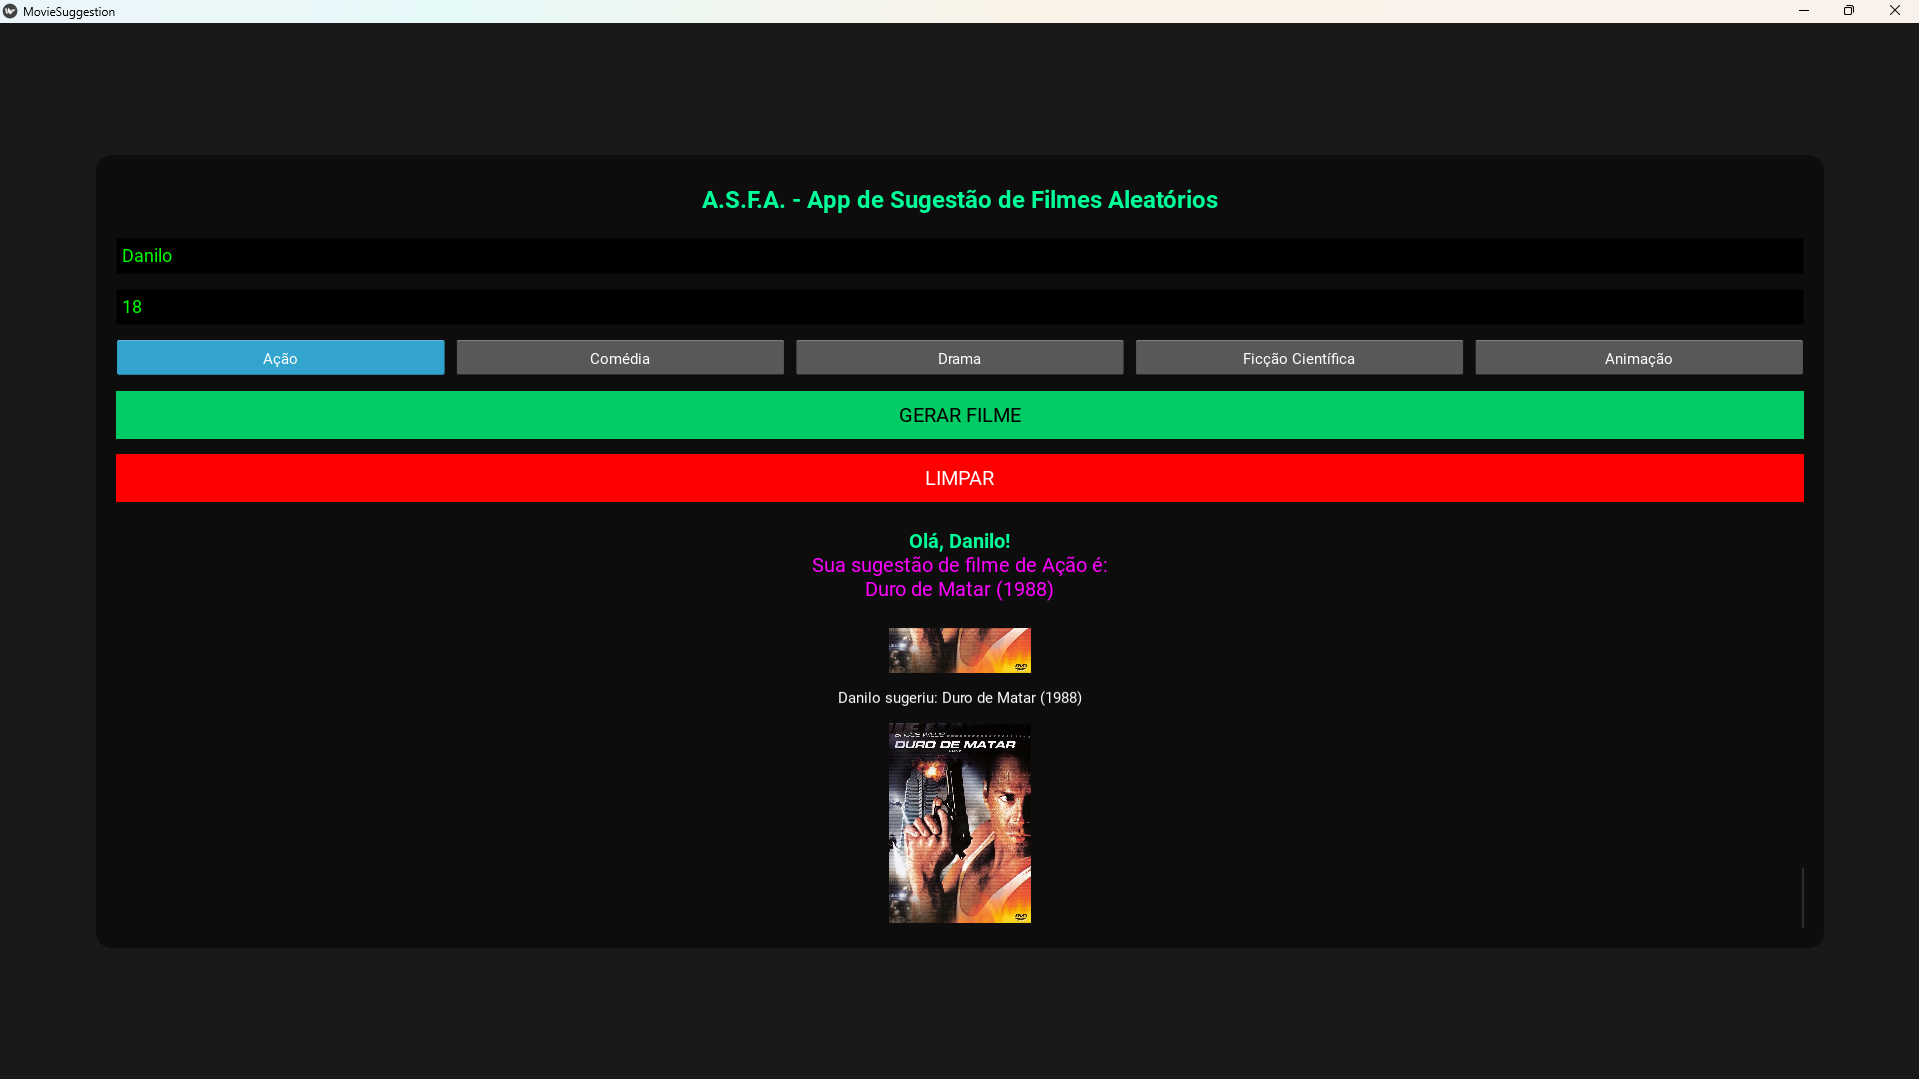 MovieSuggestion
A.S.F.A. - App de Sugestão de Filmes Aleatórios
Danilo
18
Ação Comédia Drama Ficção Científica Animação
GERAR FILME
LIMPAR
Olá, Danilo!
Sua sugestão de filme de Ação é:
Duro de Matar (1988)
DVD
Danilo sugeriu: Duro de Matar (1988)
DURO DE MATAR
DVD